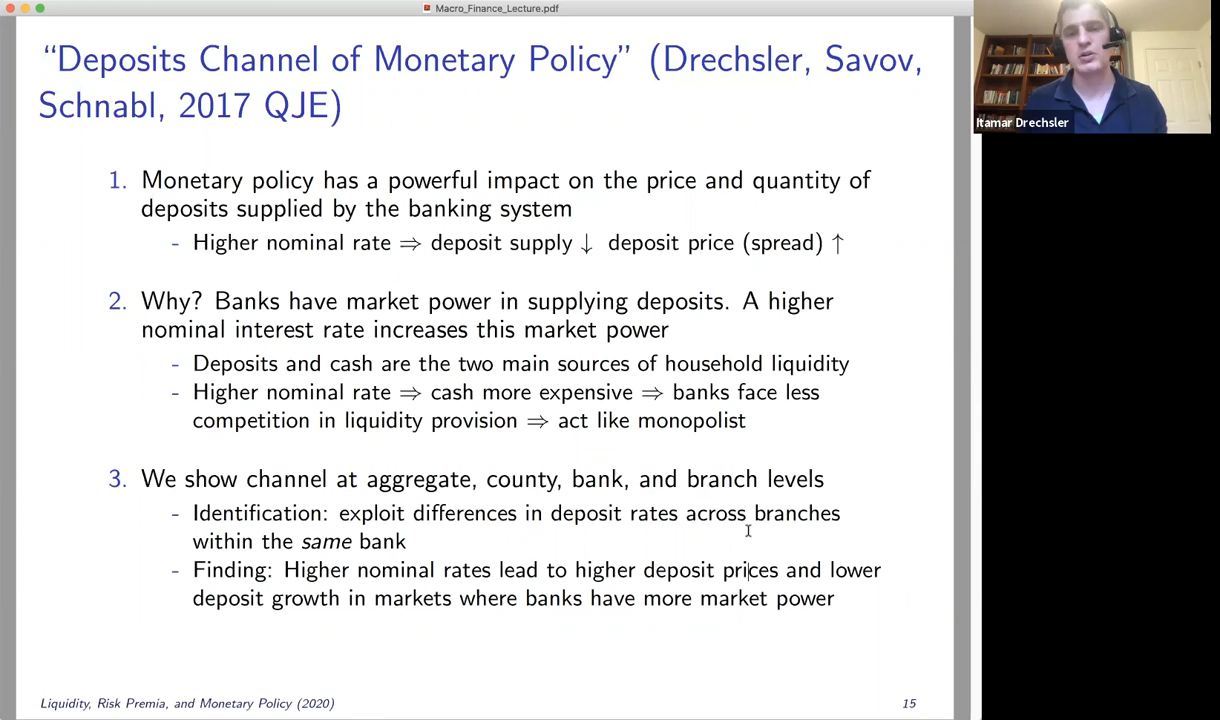 Macro_Finance_Lecture.pdf
“Deposits Channel of Monetary Policy” (Drechsler, Savov,
Schnabl, 2017 QJE)
Itamar Drechsler
1. Monetary policy has a powerful impact on the price and quantity of
deposits supplied by the banking system
- Higher nominal rate ⇒ deposit supply ↓ deposit price (spread) ↑
2. Why? Banks have market power in supplying deposits. A higher
nominal interest rate increases this market power
- Deposits and cash are the two main sources of household liquidity
- Higher nominal rate ⇒ cash more expensive ⇒ banks face less
competition in liquidity provision ⇒ act like monopolist
3. We show channel at aggregate, county, bank, and branch levels
- Identification: exploit differences in deposit rates across branches
within the same bank
- Finding: Higher nominal rates lead to higher deposit prices and lower
deposit growth in markets where banks have more market power
Liquidity, Risk Premia, and Monetary Policy (2020)
15